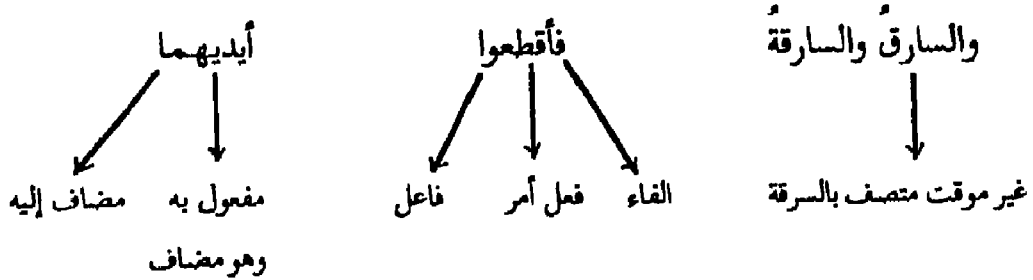 والسارقُ والسارقةُ فأقطعوا أيديهما
غير موقت متصف بالسرقة الفاء فعل أمر فاعل مفعول به مضاف إليه
وهو مضاف